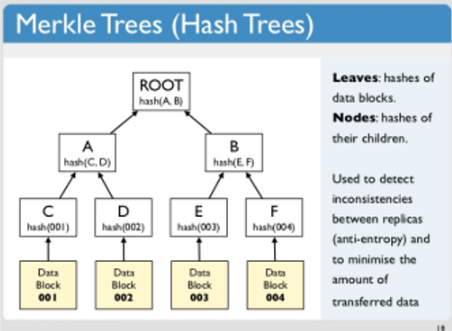 Merkle Trees (Hash Trees)
ROOT
hash(A, B)
A
hash(C, D)
B
hash(E, F)
C
hash(001)
D
hash(002)
E
hash(003)
F
hash(004)
Data
Block
001
Data
Block
002
Data
Block
003
Data
Block
004
Leaves: hashes of
data blocks.
Nodes: hashes of
their children.
Used to detect
inconsistencies
between replicas
(anti-entropy) and
to minimise the
amount of
transferred data
18